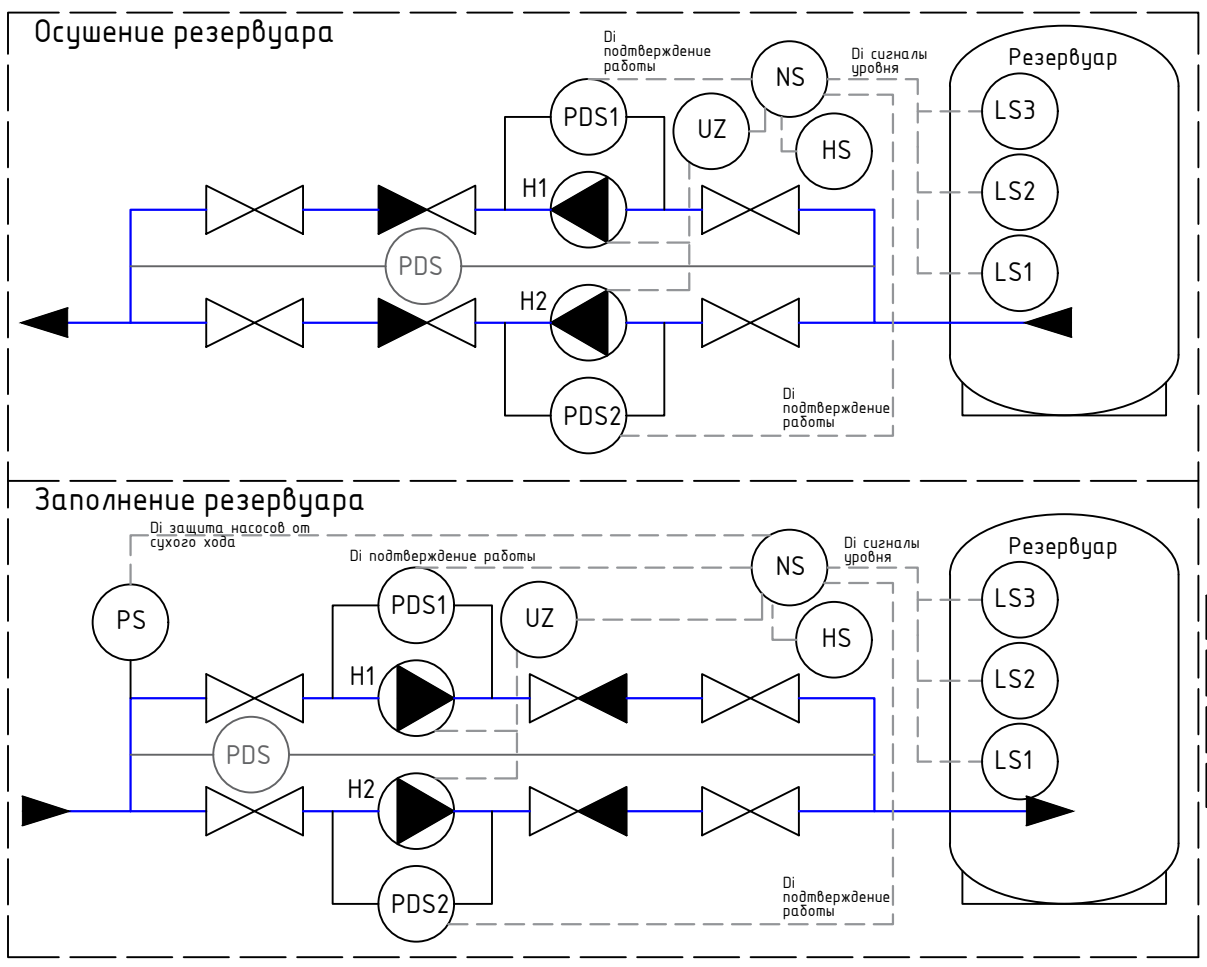 Осушение резервуара
Di
подтверждение
работы
NS
Di сигналы
уровня
Резервуар
PDS1
UZ
HS
LS3
LS2
LS1
H1
PDS
H2
PDS2
Di
подтверждение
работы
Заполнение резервуара
Di защита насосов от
сухого хода
Di подтверждение работы
NS
Di сигналы
уровня
Резервуар
PS
PDS1
UZ
HS
LS3
LS2
LS1
H1
PDS
H2
PDS2
Di
подтверждение
работы